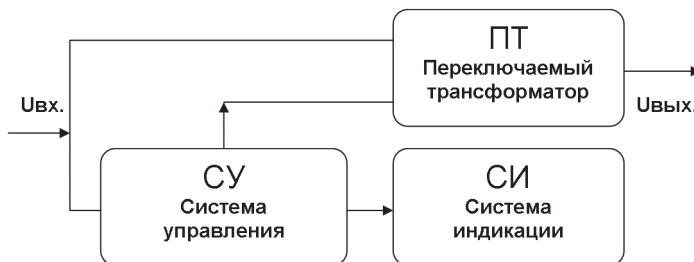 ПТ
Переключаемый
трансформатор
Uвх.
Uвых.
СУ
Система
управления
СИ
Система
индикации